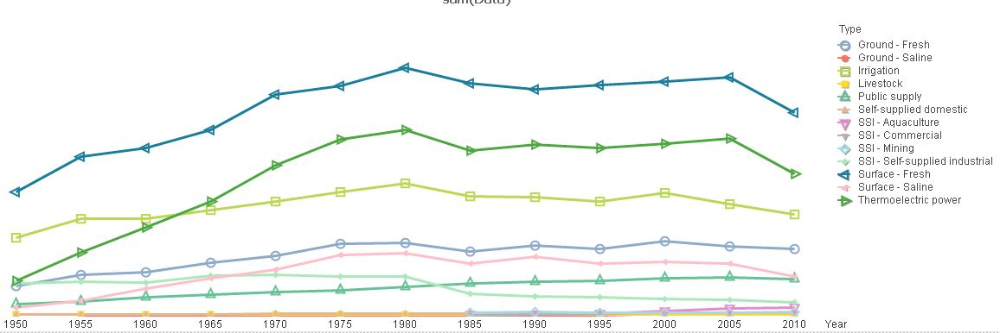 sum(Data)
Type
Ground - Fresh
Ground - Saline
Irrigation
Livestock
Public supply
Self-supplied domestic
SSI - Aquaculture
SSI - Commercial
SSI - Mining
SSI - Self-supplied industrial
Surface - Fresh
Surface - Saline
Thermoelectric power
1950 1955 1960 1965 1970 1975 1980 1985 1990 1995 2000 2005 2010 Year